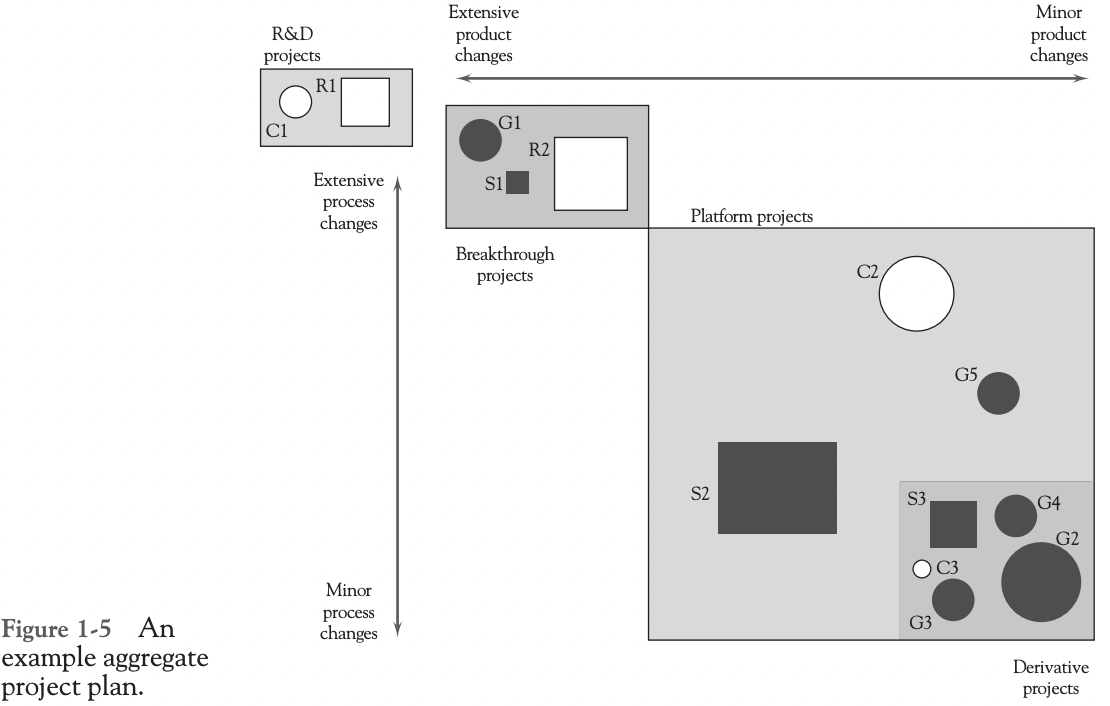 Extensive
product
changes
Minor
product
changes
R&D
projects
R1
C1
G1
R2
S1
Extensive
process
changes
Platform projects
Breakthrough
projects
C2
G5
S2
S3
G4
G2
C3
G3
Minor
process
changes
Figure 1-5 An
example aggregate
project plan.
Derivative
projects